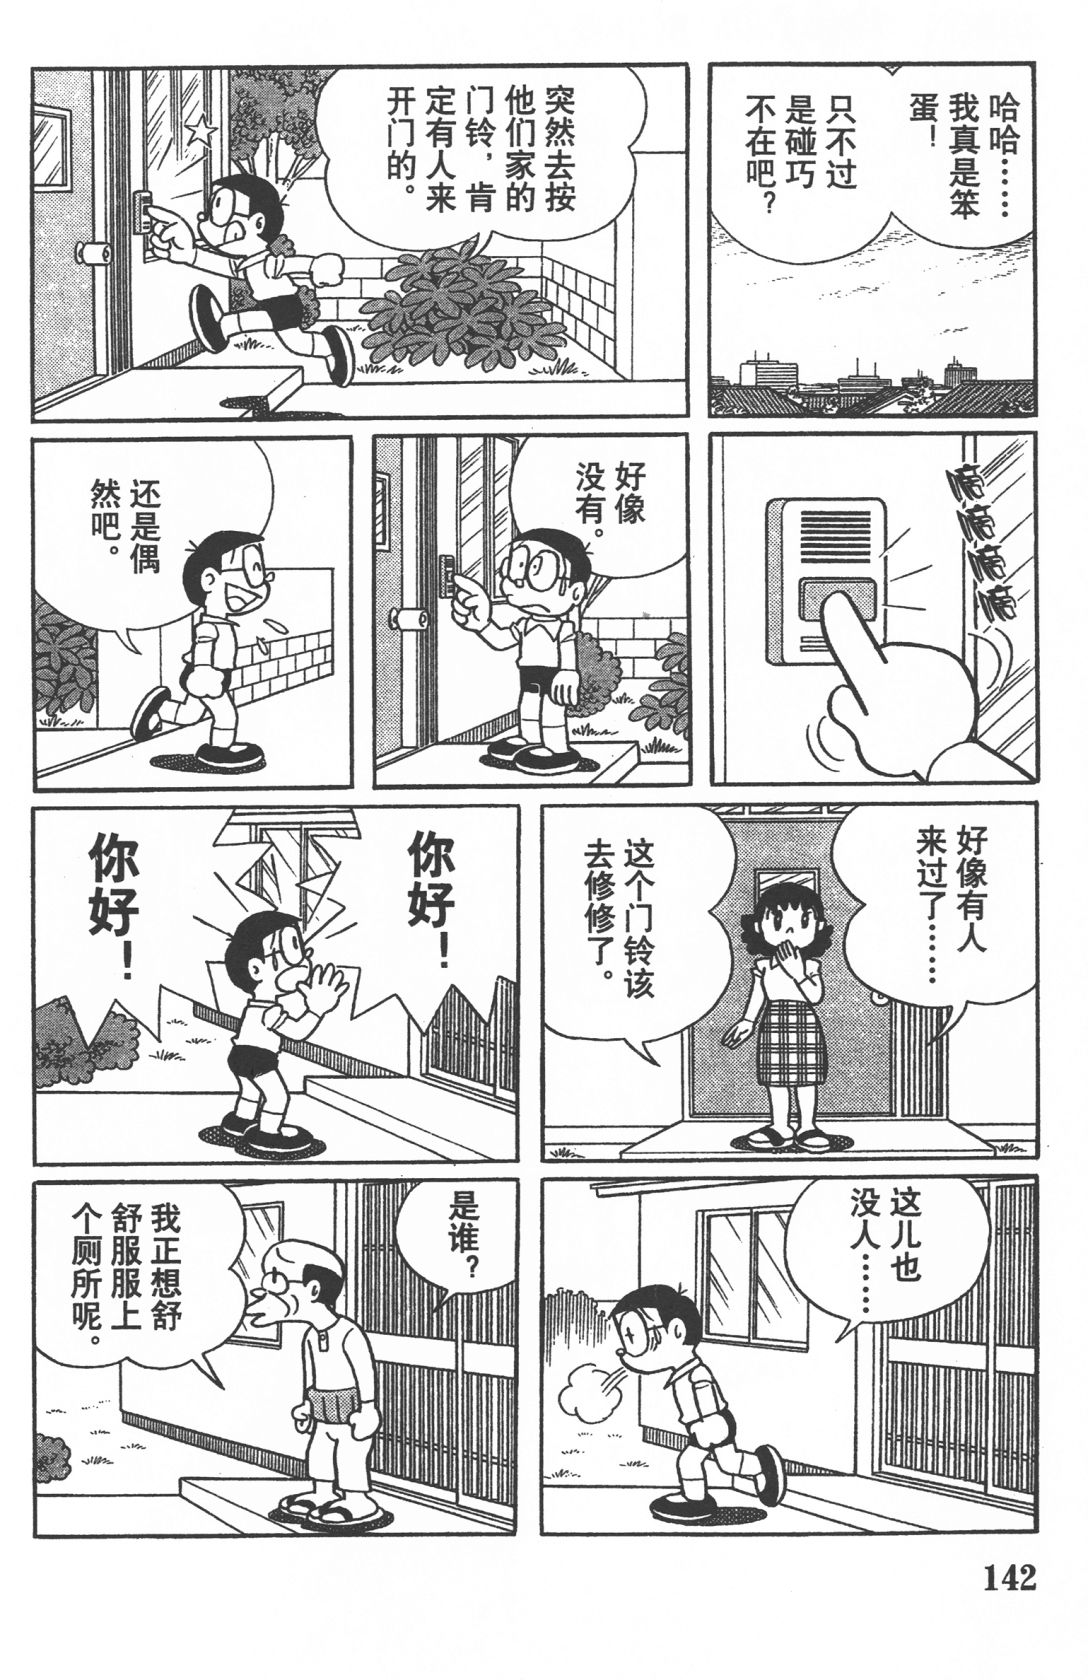 哈哈……
我真是笨
蛋！
只不过
是碰巧
不在吧？
突然去按
他们家的
门铃，肯
定有人来
开门的。
嘀
嘀
嘀
嘀
好像
没有。
还是偶
然吧。
好像有人
来过了……
这个门铃该
去修修了。
你好！
你好！
这儿也
没人……
是谁？
我正想舒
舒服服上
个厕所呢。
142